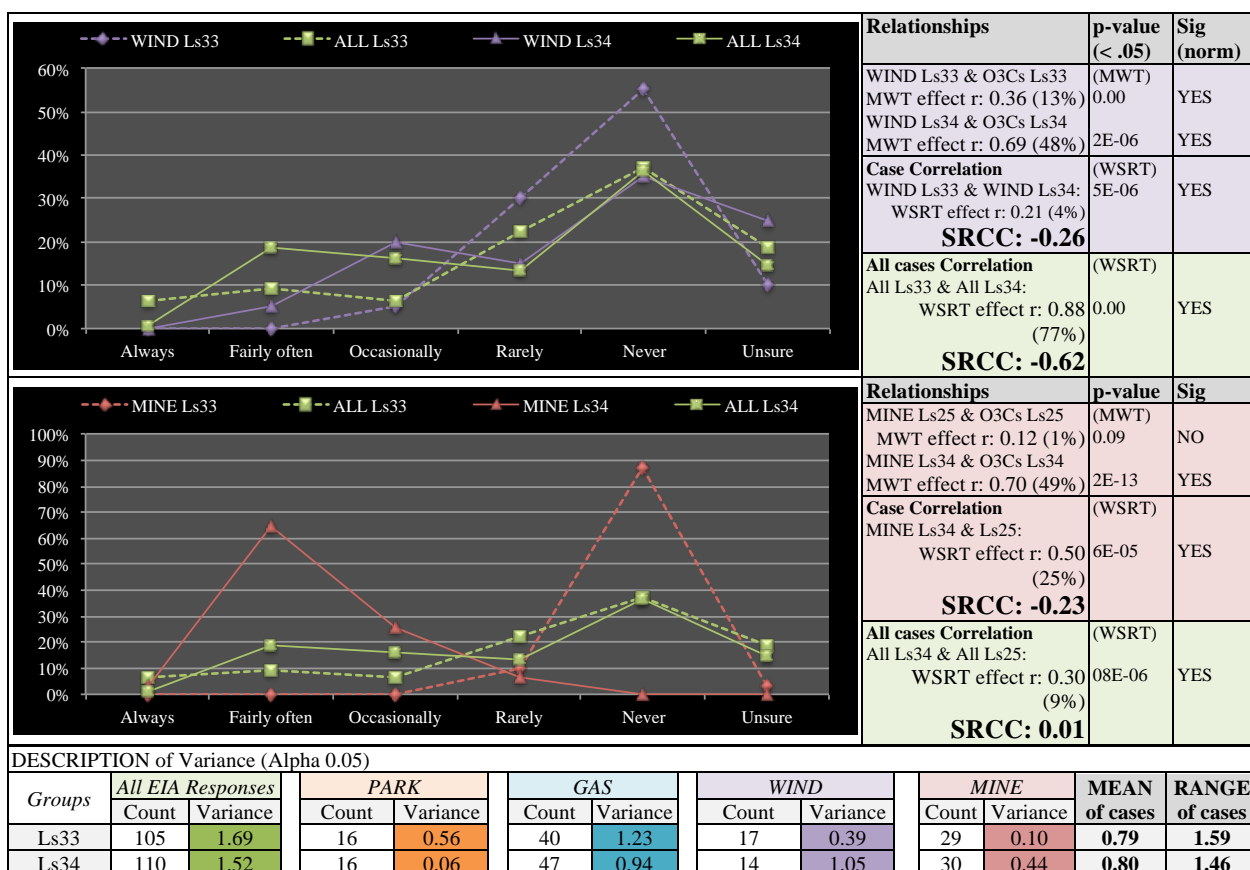 WIND Ls33 ALL Ls33 WIND Ls34 ALL Ls34
60%
50%
40%
30%
20%
10%
0%
Always Fairly often Occasionally Rarely Never Unsure
Relationships p-value Sig
(< .05) (norm)
WIND Ls33 & O3Cs Ls33 (MWT)
MWT effect r: 0.36 (13%) 0.00 YES
WIND Ls34 & O3Cs Ls34
MWT effect r: 0.69 (48%) 2E-06 YES
Case Correlation (WSRT)
WIND Ls33 & WIND Ls34: 5E-06 YES
WSRT effect r: 0.21 (4%)
SRCC: -0.26
All cases Correlation (WSRT)
All Ls33 & All Ls34:
WSRT effect r: 0.88 0.00 YES
(77%)
SRCC: -0.62
MINE Ls33 ALL Ls33 MINE Ls34 ALL Ls34
100%
90%
80%
70%
60%
50%
40%
30%
20%
10%
0%
Always Fairly often Occasionally Rarely Never Unsure
Relationships p-value Sig
MINE Ls25 & O3Cs Ls25 (MWT)
MWT effect r: 0.12 (1%) 0.09 NO
MINE Ls34 & O3Cs Ls34
MWT effect r: 0.70 (49%) 2E-13 YES
Case Correlation (WSRT)
MINE Ls34 & Ls25:
WSRT effect r: 0.50 6E-05 YES
(25%)
SRCC: -0.23
All cases Correlation (WSRT)
All Ls34 & All Ls25:
WSRT effect r: 0.30 08E-06 YES
(9%)
SRCC: 0.01
DESCRIPTION of Variance (Alpha 0.05)
Groups All EIA Responses PARK GAS WIND MINE MEAN RANGE
Count Variance Count Variance Count Variance Count Variance Count Variance of cases of cases
Ls33 105 1.69 16 0.56 40 1.23 17 0.39 29 0.10 0.79 1.59
Ls34 110 1.52 16 0.06 47 0.94 14 1.05 30 0.44 0.80 1.46